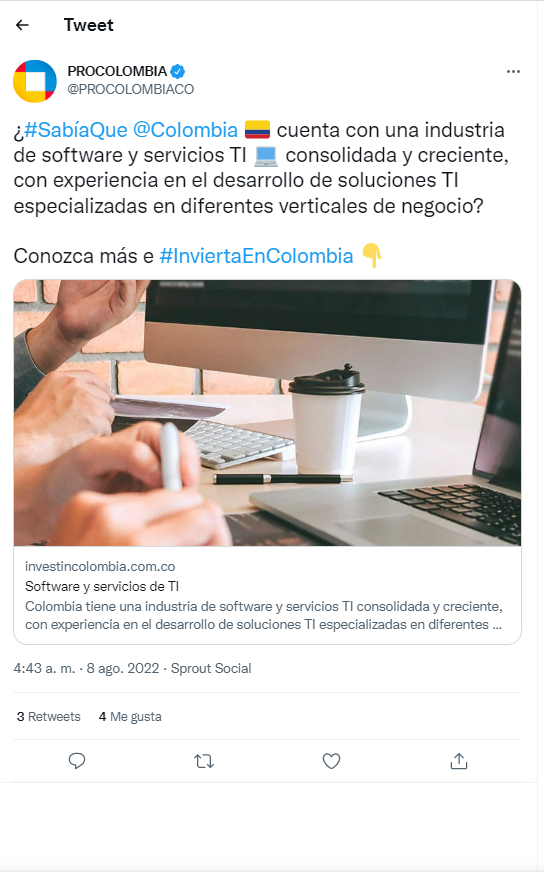 Tweet
PROCOLOMBIA
@PROCOLOMBIACO
¿#SabíaQue @Colombia 🇨🇴 cuenta con una industria
de software y servicios TI 💻 consolidada y creciente,
con experiencia en el desarrollo de soluciones TI
especializadas en diferentes verticales de negocio?
Conozca más e #InviertaEnColombia 👇
investincolombia.com.co
Software y servicios de TI
Colombia tiene una industria de software y servicios TI consolidada y creciente,
con experiencia en el desarrollo de soluciones TI especializadas en diferentes ...
4:43 a. m. · 8 ago. 2022 · Sprout Social
3 Retweets 4 Me gusta